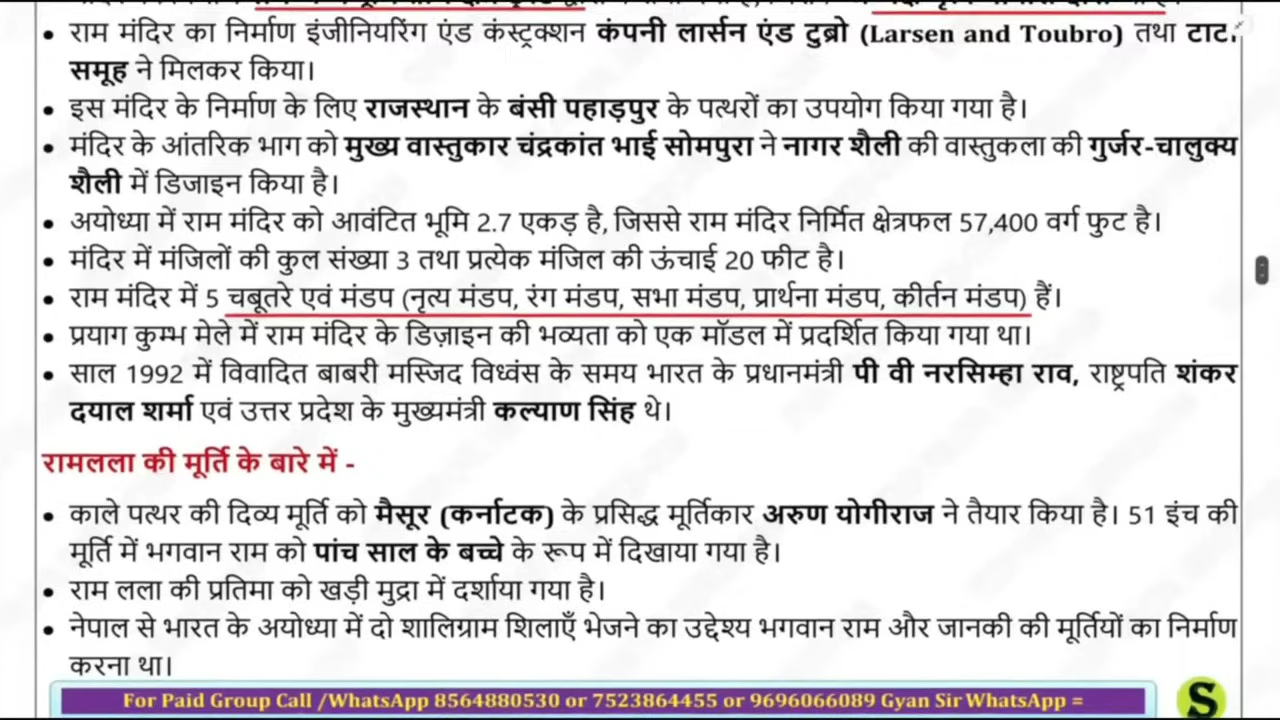 • राम मंदिर का निर्माण इंजीनियरिंग एंड कंस्ट्रक्शन कंपनी लार्सन एंड टुब्रो (Larsen and Toubro) तथा
समूह ने मिलकर किया।
• इस मंदिर के निर्माण के लिए राजस्थान के बंसी पहाड़पुर के पत्थरों का उपयोग किया गया है।
• मंदिर के आंतरिक भाग को मुख्य वास्तुकार चंद्रकांत भाई सोमपुरा ने नागर शैली की वास्तुकला की गुर्जर-चालुक्य
शैली में डिजाइन किया है।
• अयोध्या में राम मंदिर को आवंटित भूमि 2.7 एकड़ है, जिससे राम मंदिर निर्मित क्षेत्रफल 57,400 वर्ग फुट है।
• मंदिर में मंजिलों की कुल संख्या 3 तथा प्रत्येक मंजिल की ऊंचाई 20 फीट है।
• राम मंदिर में 5 चबूतरे एवं मंडप (नृत्य मंडप, रंग मंडप, सभा मंडप, प्रार्थना मंडप, कीर्तन मंडप) हैं।
• प्रयाग कुम्भ मेले में राम मंदिर के डिज़ाइन की भव्यता को एक मॉडल में प्रदर्शित किया गया था।
• साल 1992 में विवादित बाबरी मस्जिद विध्वंस के समय भारत के प्रधानमंत्री पी वी नरसिम्हा राव, राष्ट्रपति शंकर
दयाल शर्मा एवं उत्तर प्रदेश के मुख्यमंत्री कल्याण सिंह थे।
रामलला की मूर्ति के बारे में -
• काले पत्थर की दिव्य मूर्ति को मैसूर (कर्नाटक) के प्रसिद्ध मूर्तिकार अरुण योगीराज ने तैयार किया है। 51 इंच की
मूर्ति में भगवान राम को पांच साल के बच्चे के रूप में दिखाया गया है।
• राम लला की प्रतिमा को खड़ी मुद्रा में दर्शाया गया है।
• नेपाल से भारत के अयोध्या में दो शालिग्राम शिलाएँ भेजने का उद्देश्य भगवान राम और जानकी की मूर्तियों का निर्माण
करना था।
For Paid Group Call /WhatsApp 8564880530 or 7523864455 or 9696066089 Gyan Sir WhatsApp =
S